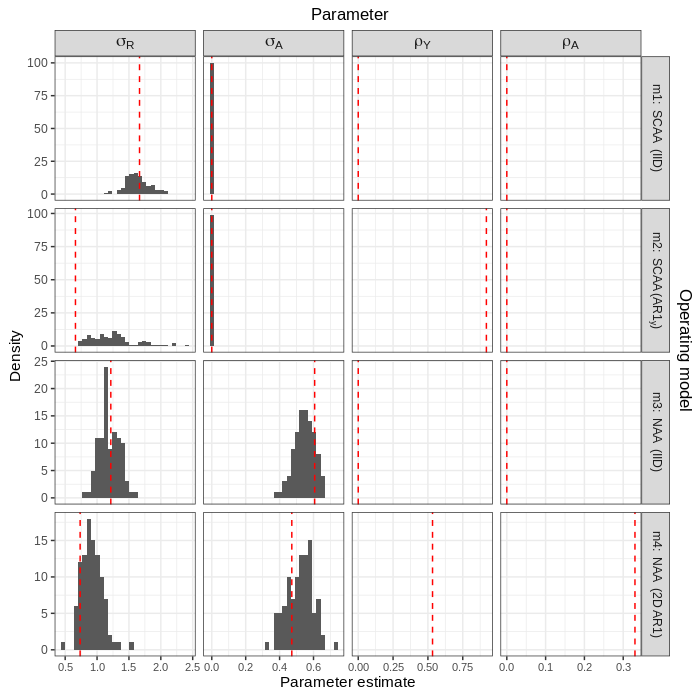 Parameter
σR σA ρY ρA
100
75
50
25
0
m1: SCAA (IID)
100
75
50
25
0
m2: SCAA (AR1y)
25
20
15
10
5
0
m3: NAA (IID)
15
10
5
0
m4: NAA (2D AR1)
Density
Operating model
0.5 1.0 1.5 2.0 2.5 0.0 0.2 0.4 0.6 0.00 0.25 0.50 0.75 0.0 0.1 0.2 0.3
Parameter estimate